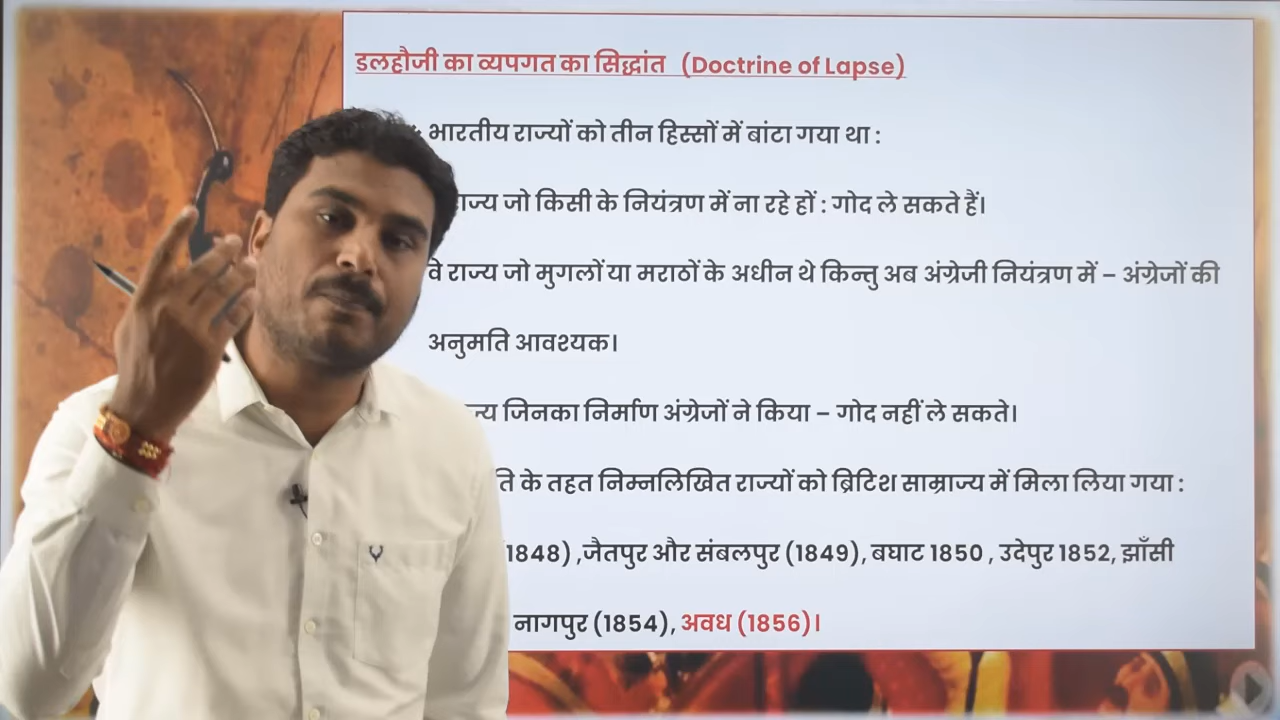 डलहौजी का व्यपगत का सिद्धांत (Doctrine of Lapse)
भारतीय राज्यों को तीन हिस्सों में बांटा गया था :
जो किसी के नियंत्रण में ना रहे हों : गोद ले सकते हैं।
वे राज्य जो मुगलों या मराठों के अधीन थे किन्तु अब अंग्रेजी नियंत्रण में – अंग्रेजों की
अनुमति आवश्यक।
जिनका निर्माण अंग्रेजों ने किया – गोद नहीं ले सकते।
के तहत निम्नलिखित राज्यों को ब्रिटिश साम्राज्य में मिला लिया गया :
1848) ,जैतपुर और संबलपुर (1849), बघाट 1850 , उदेपुर 1852, झाँसी
नागपुर (1854), अवध (1856)।